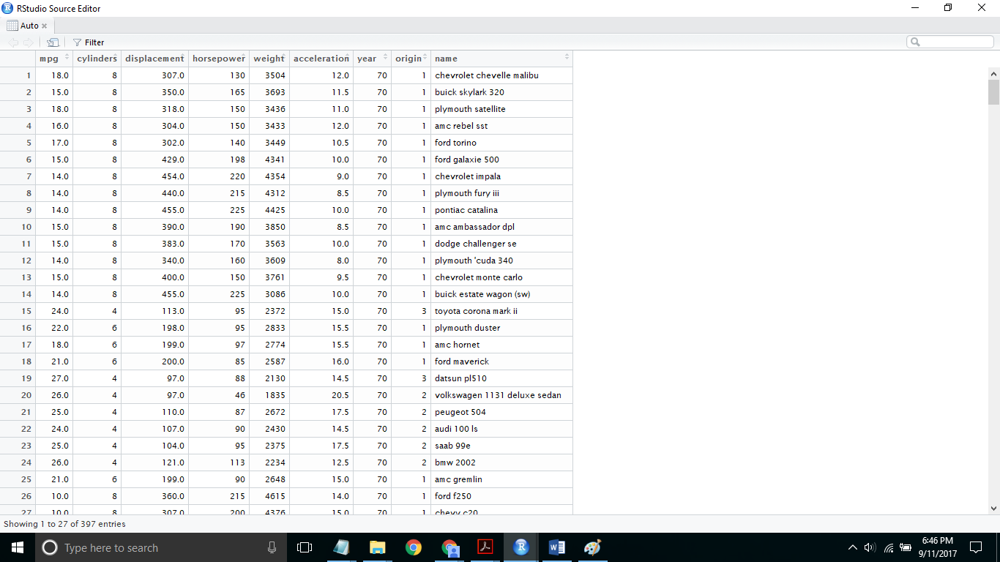 RStudio Source Editor
Auto
Filter
mpg cylinders displacement horsepower weight acceleration year origin name
1 18.0 8 307.0 130 3504 12.0 70 1 chevrolet chevelle malibu
2 15.0 8 350.0 165 3693 11.5 70 1 buick skylark 320
3 18.0 8 318.0 150 3436 11.0 70 1 plymouth satellite
4 16.0 8 304.0 150 3433 12.0 70 1 amc rebel sst
5 17.0 8 302.0 140 3449 10.5 70 1 ford torino
6 15.0 8 429.0 198 4341 10.0 70 1 ford galaxie 500
7 14.0 8 454.0 220 4354 9.0 70 1 chevrolet impala
8 14.0 8 440.0 215 4312 8.5 70 1 plymouth fury iii
9 14.0 8 455.0 225 4425 10.0 70 1 pontiac catalina
10 15.0 8 390.0 190 3850 8.5 70 1 amc ambassador dpl
11 15.0 8 383.0 170 3563 10.0 70 1 dodge challenger se
12 14.0 8 340.0 160 3609 8.0 70 1 plymouth 'cuda 340
13 15.0 8 400.0 150 3761 9.5 70 1 chevrolet monte carlo
14 14.0 8 455.0 225 3086 10.0 70 1 buick estate wagon (sw)
15 24.0 4 113.0 95 2372 15.0 70 3 toyota corona mark ii
16 22.0 6 198.0 95 2833 15.5 70 1 plymouth duster
17 18.0 6 199.0 97 2774 15.5 70 1 amc hornet
18 21.0 6 200.0 85 2587 16.0 70 1 ford maverick
19 27.0 4 97.0 88 2130 14.5 70 3 datsun pl510
20 26.0 4 97.0 46 1835 20.5 70 2 volkswagen 1131 deluxe sedan
21 25.0 4 110.0 87 2672 17.5 70 2 peugeot 504
22 24.0 4 107.0 90 2430 14.5 70 2 audi 100 ls
23 25.0 4 104.0 95 2375 17.5 70 2 saab 99e
24 26.0 4 121.0 113 2234 12.5 70 2 bmw 2002
25 21.0 6 199.0 90 2648 15.0 70 1 amc gremlin
26 10.0 8 360.0 215 4615 14.0 70 1 ford f250
27 10.0 8 307.0 200 4376 15.0 70 1 chevy c20
Showing 1 to 27 of 397 entries
Type here to search
6:46 PM
9/11/2017